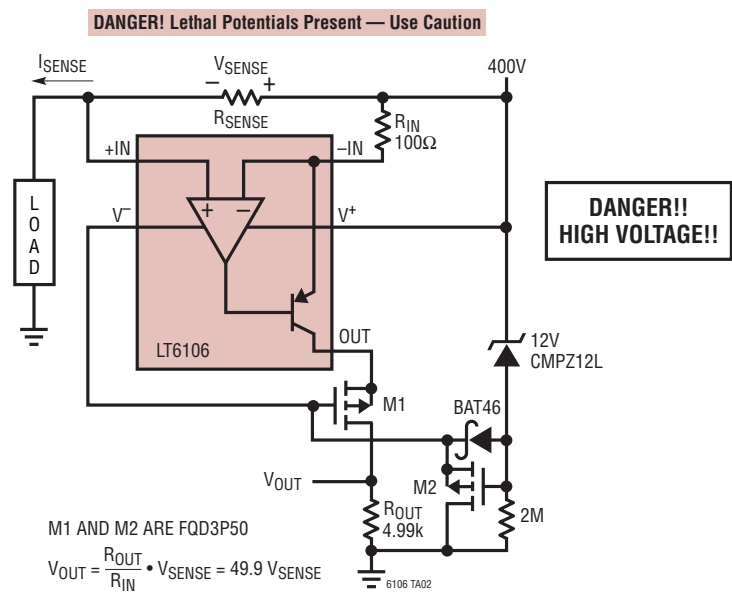 DANGER! Lethal Potentials Present — Use Caution
ISENSE
VSENSE
400V
− +
RSENSE
RIN
100Ω
+IN
−IN
LOAD
+ −
V−
V+
DANGER!!
HIGH VOLTAGE!!
LT6106
OUT
12V
CMPZ12L
M1
BAT46
VOUT
M2
ROUT
4.99k
2M
M1 AND M2 ARE FQD3P50
VOUT = ROUT/RIN • VSENSE = 49.9 VSENSE
6106 TA02